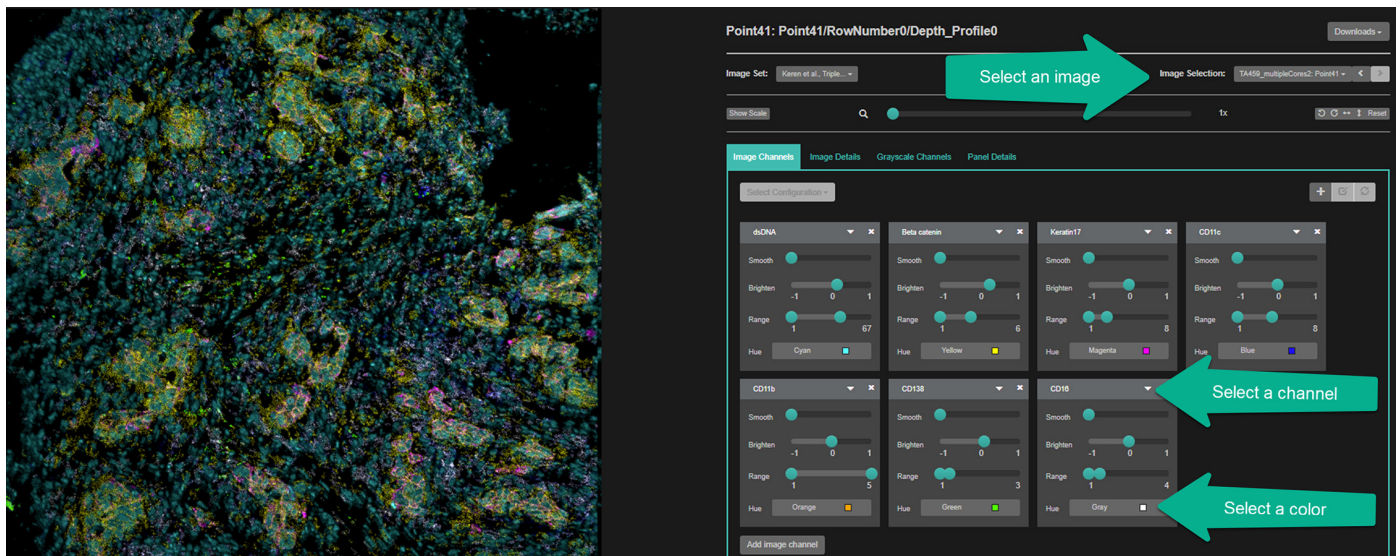 Point41: Point41/RowNumber0/Depth_Profile0
Downloads
Image Set: Keren et al., Triple...
Select an image
Image Selection: TA459_multipleCores2: Point41
Show Scale
1x
Reset
Image Channels Image Details Grayscale Channels Panel Details
Select Configuration
dsDNA Beta catenin Keratin17 CD11c
Smooth Smooth Smooth Smooth
Brighten Brighten Brighten Brighten
-1 0 1 -1 0 1 -1 0 1 -1 0 1
Range Range Range Range
1 67 1 6 1 8 1 8
Hue Cyan Hue Yellow Hue Magenta Hue Blue
CD11b CD138 CD16
Select a channel
Smooth Smooth Smooth
Brighten Brighten Brighten
-1 0 1 -1 0 1 -1 0 1
Range Range Range
1 5 1 3 1 4
Hue Orange Hue Green Hue Gray
Select a color
Add image channel